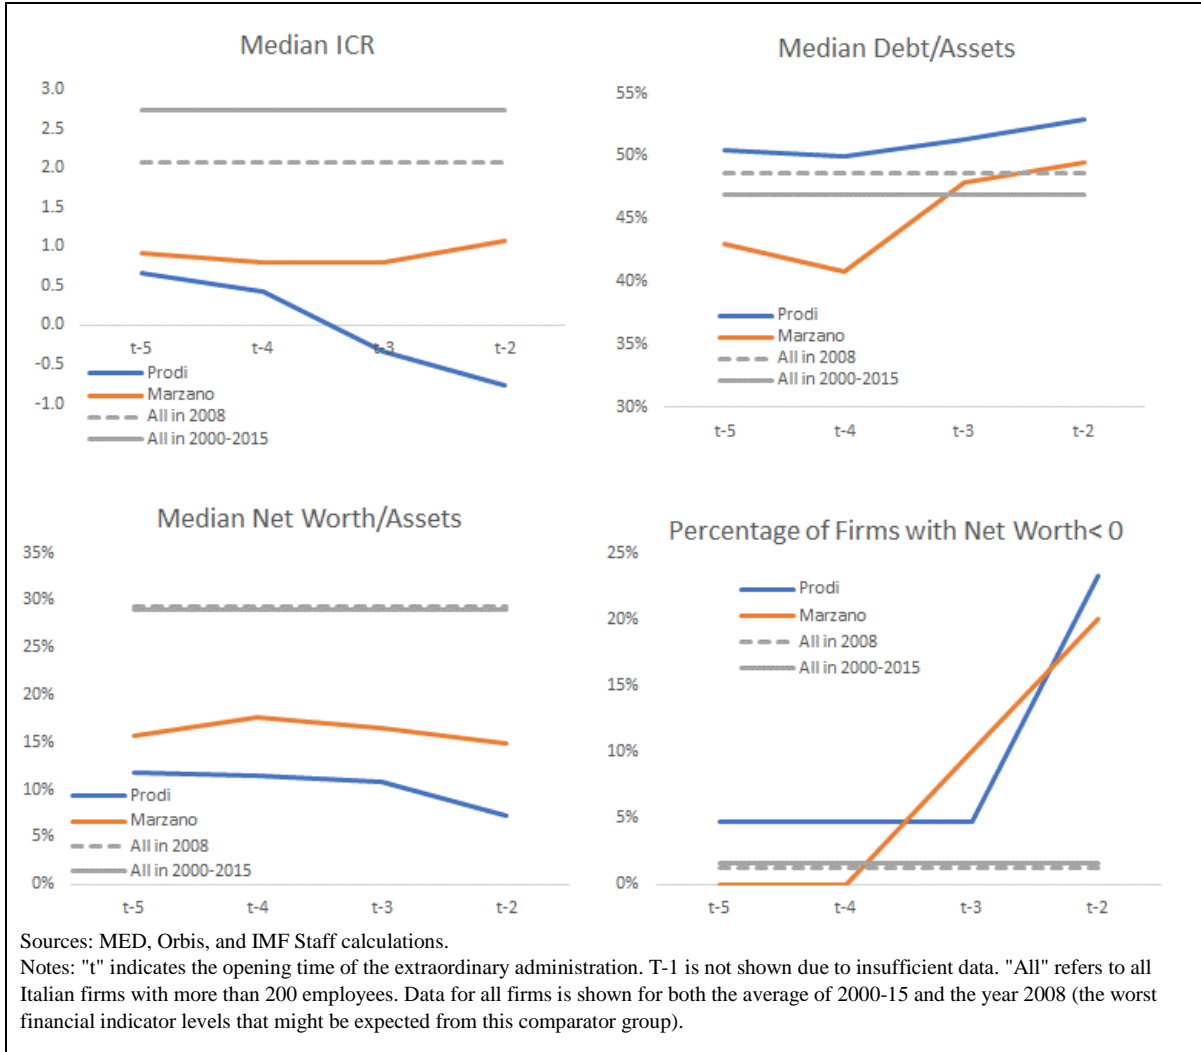 Median ICR
3.0
2.5
2.0
1.5
1.0
0.5
0.0
-0.5
-1.0
t-5 t-4 t-3 t-2
Prodi
Marzano
All in 2008
All in 2000-2015
Median Debt/Assets
55%
50%
45%
40%
35%
30%
Prodi
Marzano
All in 2008
All in 2000-2015
t-5 t-4 t-3 t-2
Median Net Worth/Assets
35%
30%
25%
20%
15%
10%
5%
0%
Prodi
Marzano
All in 2008
All in 2000-2015
t-5 t-4 t-3 t-2
Percentage of Firms with Net Worth< 0
25%
20%
15%
10%
5%
0%
Prodi
Marzano
All in 2008
All in 2000-2015
t-5 t-4 t-3 t-2
Sources: MED, Orbis, and IMF Staff calculations.
Notes: "t" indicates the opening time of the extraordinary administration. T-1 is not shown due to insufficient data. "All" refers to all
Italian firms with more than 200 employees. Data for all firms is shown for both the average of 2000-15 and the year 2008 (the worst
financial indicator levels that might be expected from this comparator group).